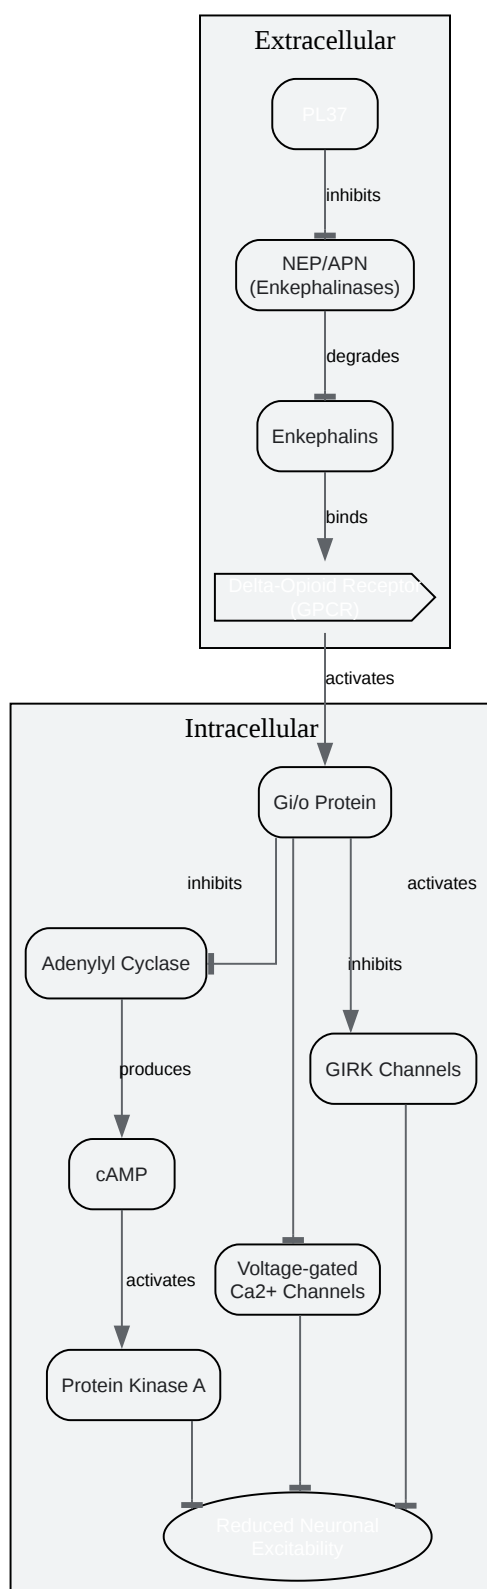 Extracellular
PL37
inhibits
NEP/APN
(Enkephalinases)
degrades
Enkephalins
binds
Delta-Opioid Receptor
(GPCR)
activates
Intracellular
Gi/o Protein
inhibits
activates
Adenylyl Cyclase
inhibits
GIRK Channels
produces
cAMP
Voltage-gated
Ca2+ Channels
activates
Protein Kinase A
Reduced Neuronal
Excitability